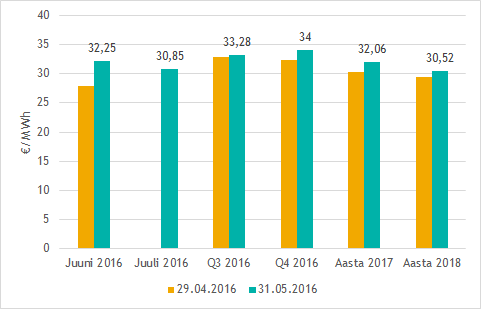 40
35
30
25
20
15
10
5
0
€/MWh
32,25
30,85
33,28
34
32,06
30,52
Juuni 2016
Juuli 2016
Q3 2016
Q4 2016
Aasta 2017
Aasta 2018
29.04.2016
31.05.2016